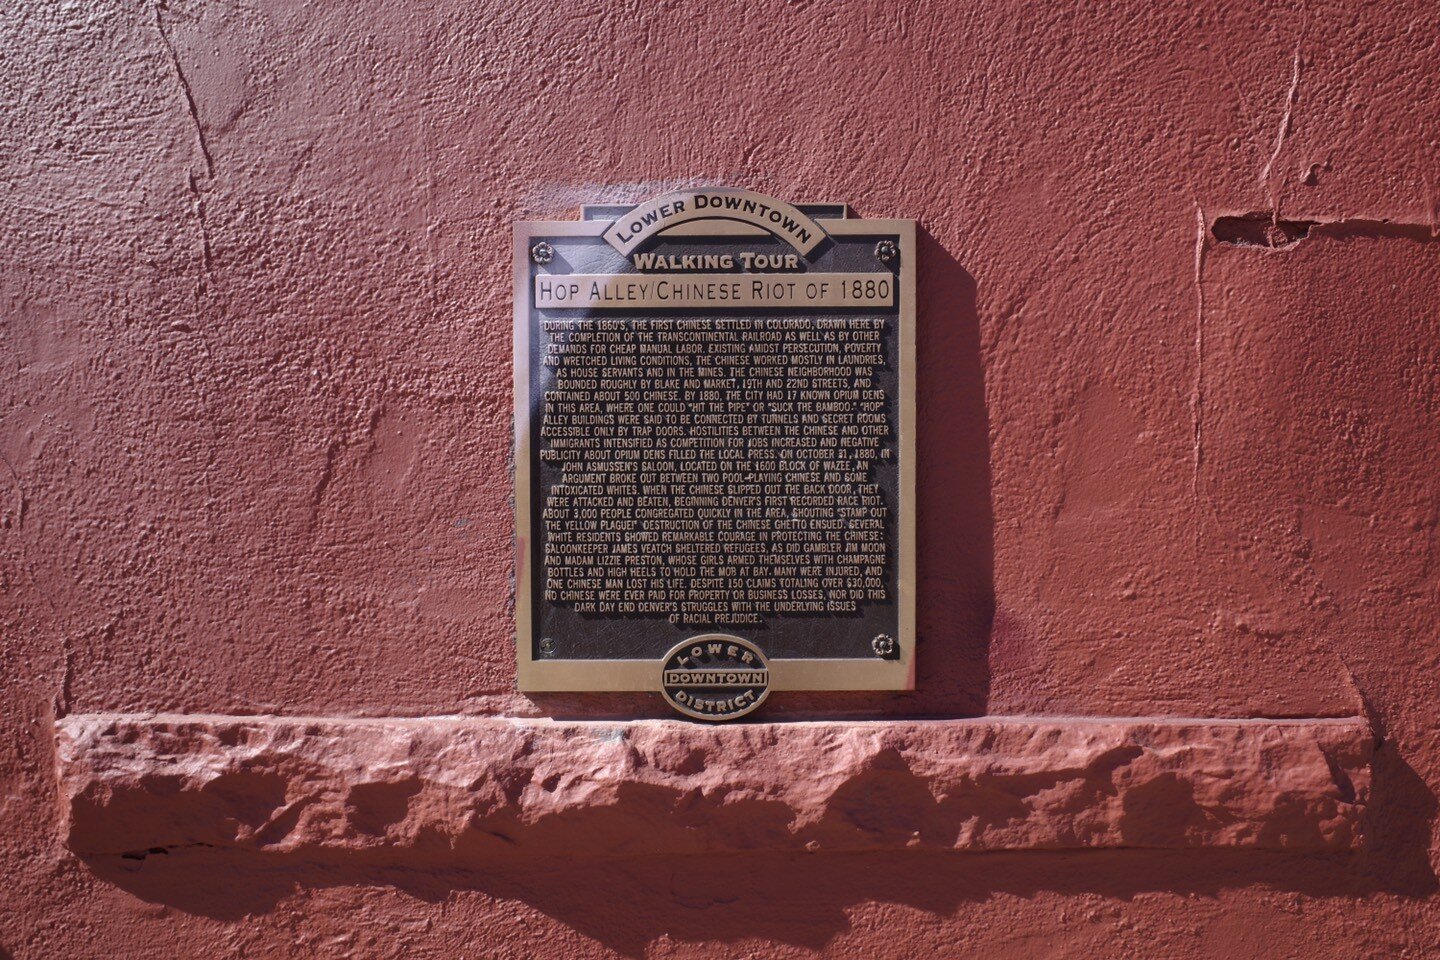 LOWER DOWNTOWN
WALKING TOUR
HOP ALLEY/CHINESE RIOT OF 1880
DURING THE 1860'S, THE FIRST CHINESE SETTLED IN COLORADO, DRAWN HERE BY
THE COMPLETION OF THE TRANSCONTINENTAL RAILROAD AS WELL AS BY OTHER
DEMANDS FOR CHEAP MANUAL LABOR. EXISTING AMIDST PERSECUTION, POVERTY
AND WRETCHED LIVING CONDITIONS, THE CHINESE WORKED MOSTLY IN LAUNDRIES,
AS HOUSE SERVANTS AND IN THE MINES. THE CHINESE NEIGHBORHOOD WAS
BOUNDED ROUGHLY BY BLAKE AND MARKET, 19TH AND 22ND STREETS, AND
CONTAINED ABOUT 500 CHINESE. BY 1880, THE CITY HAD 17 KNOWN OPIUM DENS
IN THIS AREA, WHERE ONE COULD "HIT THE PIPE" OR "SUCK THE BAMBOO." "HOP"
ALLEY BUILDINGS WERE SAID TO BE CONNECTED BY TUNNELS AND SECRET ROOMS
ACCESSIBLE ONLY BY TRAP DOORS. HOSTILITIES BETWEEN THE CHINESE AND OTHER
IMMIGRANTS INTENSIFIED AS COMPETITION FOR JOBS INCREASED AND NEGATIVE
PUBLICITY ABOUT OPIUM DENS FILLED THE LOCAL PRESS. ON OCTOBER 31, 1880, IN
JOHN ASMUSSEN'S SALOON, LOCATED ON THE 1600 BLOCK OF WAZEE, AN
ARGUMENT BROKE OUT BETWEEN TWO POOL-PLAYING CHINESE AND SOME
INTOXICATED WHITES. WHEN THE CHINESE SLIPPED OUT THE BACK DOOR, THEY
WERE ATTACKED AND BEATEN, BEGINNING DENVER'S FIRST RECORDED RACE RIOT.
ABOUT 3,000 PEOPLE CONGREGATED QUICKLY IN THE AREA, SHOUTING "STAMP OUT
THE YELLOW PLAGUE!" DESTRUCTION OF THE CHINESE GHETTO ENSUED. SEVERAL
WHITE RESIDENTS SHOWED REMARKABLE COURAGE IN PROTECTING THE CHINESE:
SALOONKEEPER JAMES VEATCH SHELTERED REFUGEES, AS DID GAMBLER JIM MOON
AND MADAM LIZZIE PRESTON, WHOSE GIRLS ARMED THEMSELVES WITH CHAMPAGNE
BOTTLES AND HIGH HEELS TO HOLD THE MOB AT BAY. MANY WERE INJURED, AND
ONE CHINESE MAN LOST HIS LIFE. DESPITE 150 CLAIMS TOTALING OVER $30,000,
NO CHINESE WERE EVER PAID FOR PROPERTY OR BUSINESS LOSSES, NOR DID THIS
DARK DAY END DENVER'S STRUGGLES WITH THE UNDERLYING ISSUES
OF RACIAL PREJUDICE.
LOWER
DOWNTOWN
DISTRICT